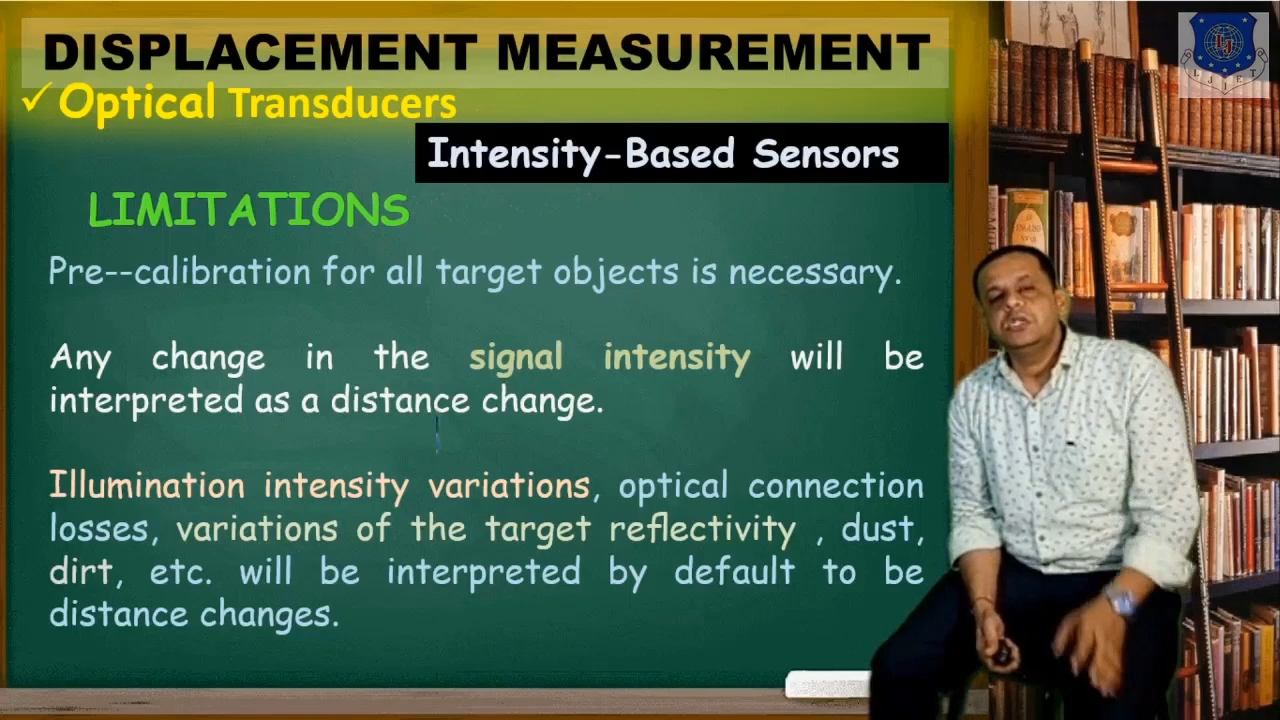 DISPLACEMENT MEASUREMENT
✓Optical Transducers
Intensity-Based Sensors
LIMITATIONS
Pre--calibration for all target objects is necessary.
Any change in the signal intensity will be
interpreted as a distance change.
Illumination intensity variations, optical connection
losses, variations of the target reflectivity , dust,
dirt, etc. will be interpreted by default to be
distance changes.